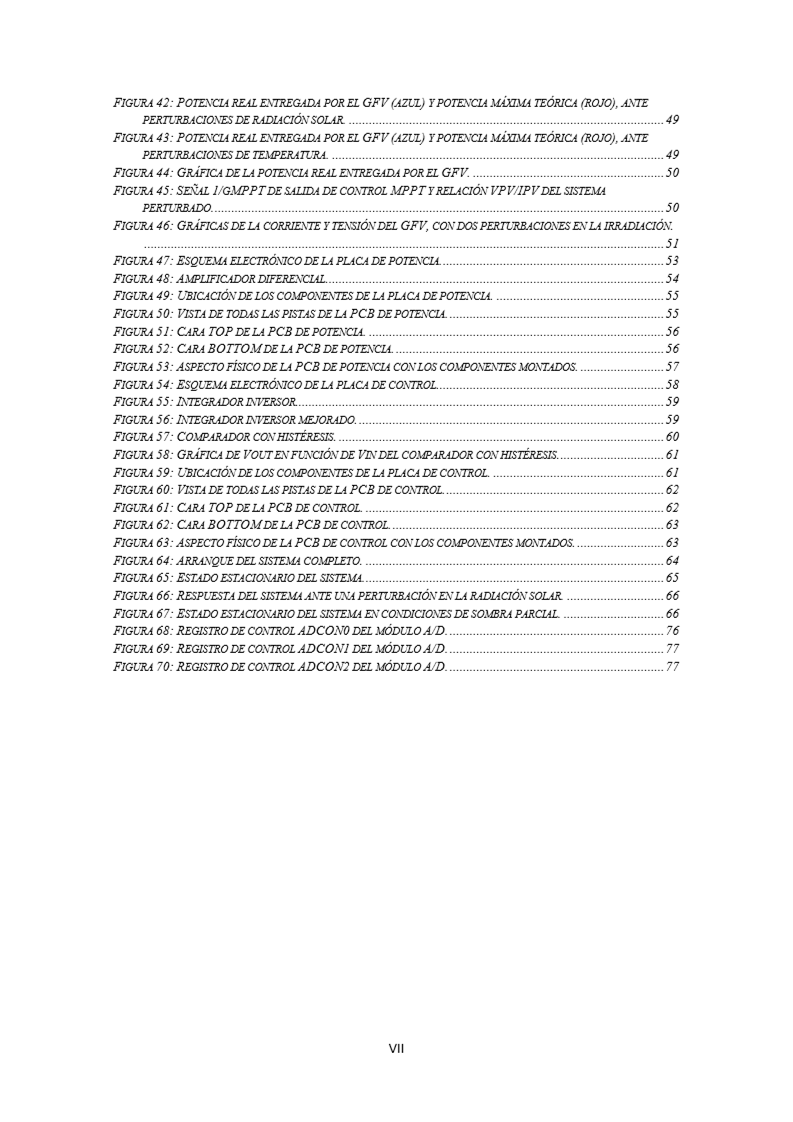 FIGURA 42: POTENCIA REAL ENTREGADA POR EL GFV (AZUL) Y POTENCIA MÁXIMA TEÓRICA (ROJO), ANTE
PERTURBACIONES DE RADIACIÓN SOLAR. .......... 49
FIGURA 43: POTENCIA REAL ENTREGADA POR EL GFV (AZUL) Y POTENCIA MÁXIMA TEÓRICA (ROJO), ANTE
PERTURBACIONES DE TEMPERATURA. .......... 49
FIGURA 44: GRÁFICA DE LA POTENCIA REAL ENTREGADA POR EL GFV. .......... 50
FIGURA 45: SEÑAL 1/GMPPT DE SALIDA DE CONTROL MPPT Y RELACIÓN VPV/IPV DEL SISTEMA
PERTURBADO. .......... 50
FIGURA 46: GRÁFICAS DE LA CORRIENTE Y TENSIÓN DEL GFV, CON DOS PERTURBACIONES EN LA IRRADIACIÓN.
.......... 51
FIGURA 47: ESQUEMA ELECTRÓNICO DE LA PLACA DE POTENCIA. .......... 53
FIGURA 48: AMPLIFICADOR DIFERENCIAL. .......... 54
FIGURA 49: UBICACIÓN DE LOS COMPONENTES DE LA PLACA DE POTENCIA. .......... 55
FIGURA 50: VISTA DE TODAS LAS PISTAS DE LA PCB DE POTENCIA. .......... 55
FIGURA 51: CARA TOP DE LA PCB DE POTENCIA. .......... 56
FIGURA 52: CARA BOTTOM DE LA PCB DE POTENCIA. .......... 56
FIGURA 53: ASPECTO FÍSICO DE LA PCB DE POTENCIA CON LOS COMPONENTES MONTADOS. .......... 57
FIGURA 54: ESQUEMA ELECTRÓNICO DE LA PLACA DE CONTROL. .......... 58
FIGURA 55: INTEGRADOR INVERSOR. .......... 59
FIGURA 56: INTEGRADOR INVERSOR MEJORADO. .......... 59
FIGURA 57: COMPARADOR CON HISTÉRESIS. .......... 60
FIGURA 58: GRÁFICA DE VOUT EN FUNCIÓN DE VIN DEL COMPARADOR CON HISTÉRESIS. .......... 61
FIGURA 59: UBICACIÓN DE LOS COMPONENTES DE LA PLACA DE CONTROL. .......... 61
FIGURA 60: VISTA DE TODAS LAS PISTAS DE LA PCB DE CONTROL. .......... 62
FIGURA 61: CARA TOP DE LA PCB DE CONTROL. .......... 62
FIGURA 62: CARA BOTTOM DE LA PCB DE CONTROL. .......... 63
FIGURA 63: ASPECTO FÍSICO DE LA PCB DE CONTROL CON LOS COMPONENTES MONTADOS. .......... 63
FIGURA 64: ARRANQUE DEL SISTEMA COMPLETO. .......... 64
FIGURA 65: ESTADO ESTACIONARIO DEL SISTEMA. .......... 65
FIGURA 66: RESPUESTA DEL SISTEMA ANTE UNA PERTURBACIÓN EN LA RADIACIÓN SOLAR. .......... 66
FIGURA 67: ESTADO ESTACIONARIO DEL SISTEMA EN CONDICIONES DE SOMBRA PARCIAL. .......... 66
FIGURA 68: REGISTRO DE CONTROL ADCON0 DEL MÓDULO A/D. .......... 76
FIGURA 69: REGISTRO DE CONTROL ADCON1 DEL MÓDULO A/D. .......... 77
FIGURA 70: REGISTRO DE CONTROL ADCON2 DEL MÓDULO A/D. .......... 77
VII